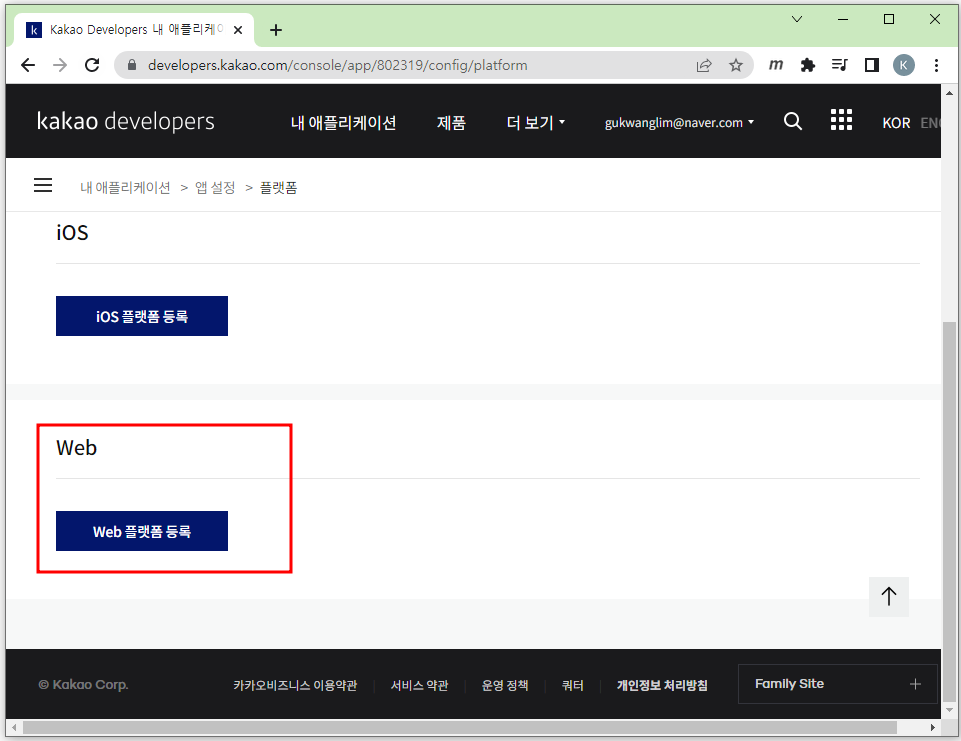 k Kakao Developers 내 애플리케이
developers.kakao.com/console/app/802319/config/platform
m
K
kakao developers 내 애플리케이션 제품 더 보기 gukwanglim@naver.com KOR ENG
내 애플리케이션 > 앱 설정 > 플랫폼
iOS
iOS 플랫폼 등록
Web
Web 플랫폼 등록
© Kakao Corp. 카카오비즈니스 이용약관 서비스 약관 운영 정책 쿼터 개인정보 처리방침 Family Site